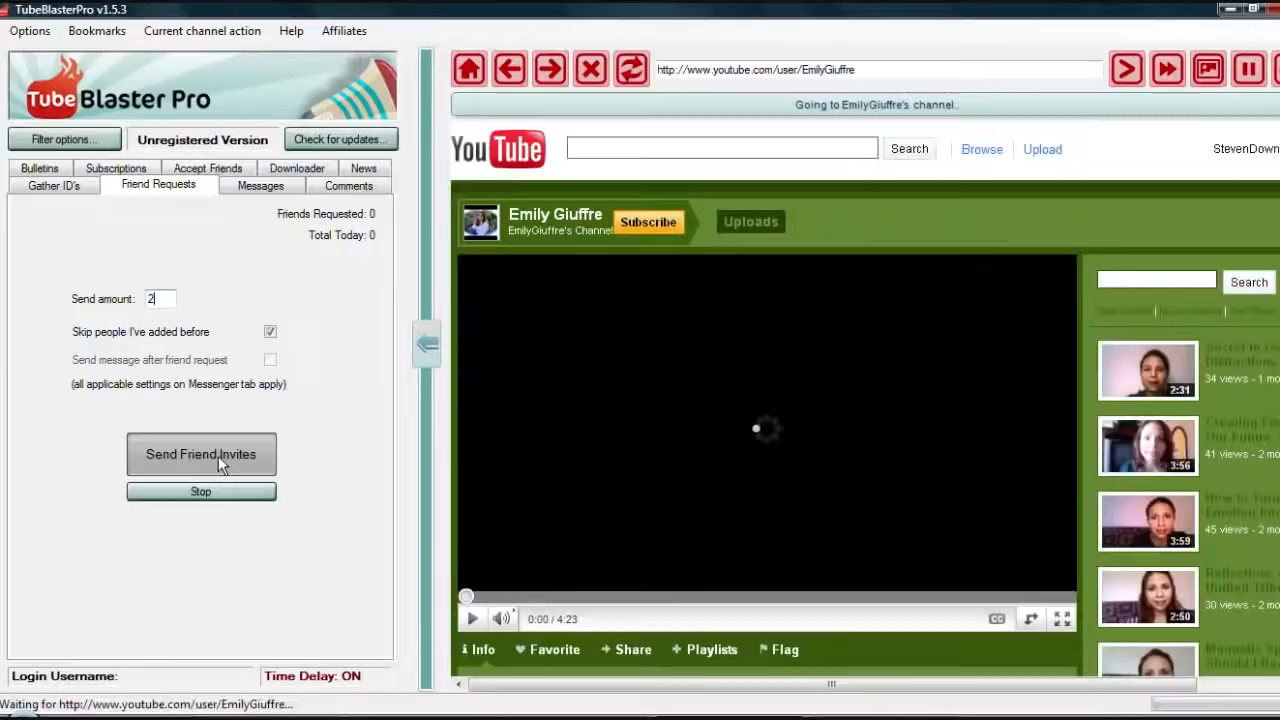 TubeBlasterPro v1.5.3
Options Bookmarks Current channel action Help Affiliates
Tube Blaster Pro
Filter options... Unregistered Version Check for updates...
Bulletins Subscriptions Accept Friends Downloader News
Gather ID's Friend Requests Messages Comments
Friends Requested: 0
Total Today: 0
Send amount: 2
Skip people I've added before
Send message after friend request
(all applicable settings on Messenger tab apply)
Send Friend Invites
Stop
Login Username: Time Delay: ON
Waiting for http://www.youtube.com/user/EmilyGiuffre...
http://www.youtube.com/user/EmilyGiuffre
Going to EmilyGiuffre's channel..
YouTube Search Browse Upload StevenDown
Emily Giuffre
EmilyGiuffre's Channel
Subscribe Uploads
Search
2:31
34 views - 1 mo
3:56
41 views - 2 mo
3:59
45 views - 2 mo
2:50
30 views - 2 mo
0:00 / 4:23 CC
Info Favorite Share Playlists Flag